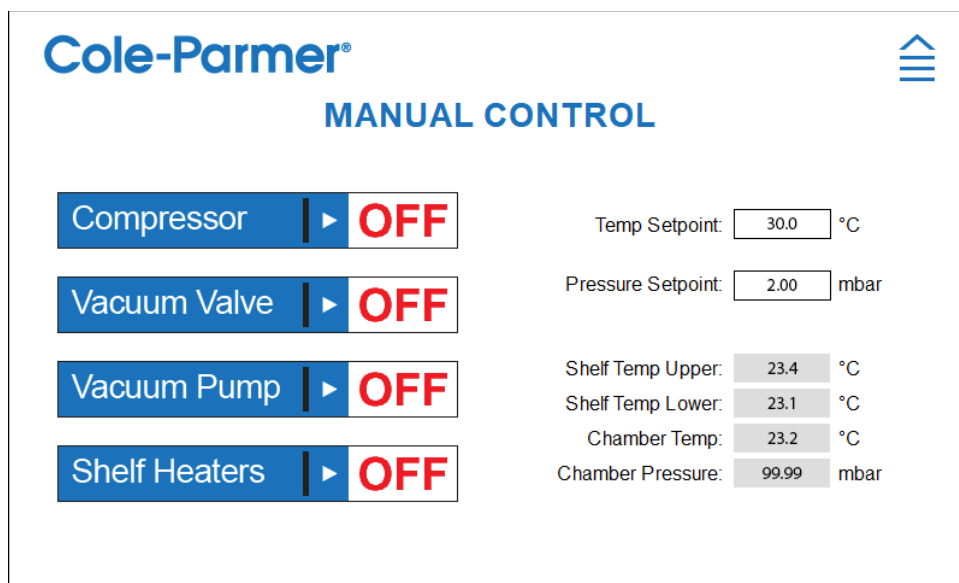 Cole-Parmer®
MANUAL CONTROL
Compressor OFF
Vacuum Valve OFF
Vacuum Pump OFF
Shelf Heaters OFF
Temp Setpoint: 30.0 °C
Pressure Setpoint: 2.00 mbar
Shelf Temp Upper: 23.4 °C
Shelf Temp Lower: 23.1 °C
Chamber Temp: 23.2 °C
Chamber Pressure: 99.99 mbar